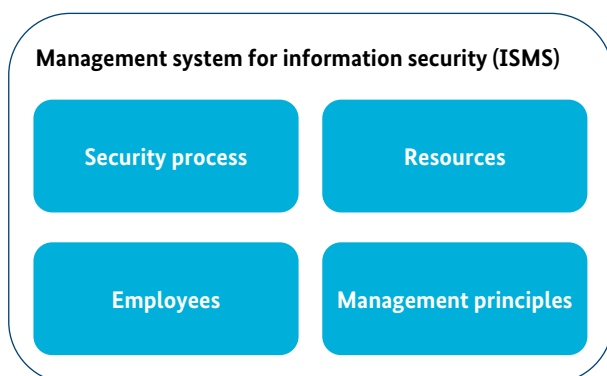 Management system for information security (ISMS)
Security process
Resources
Employees
Management principles